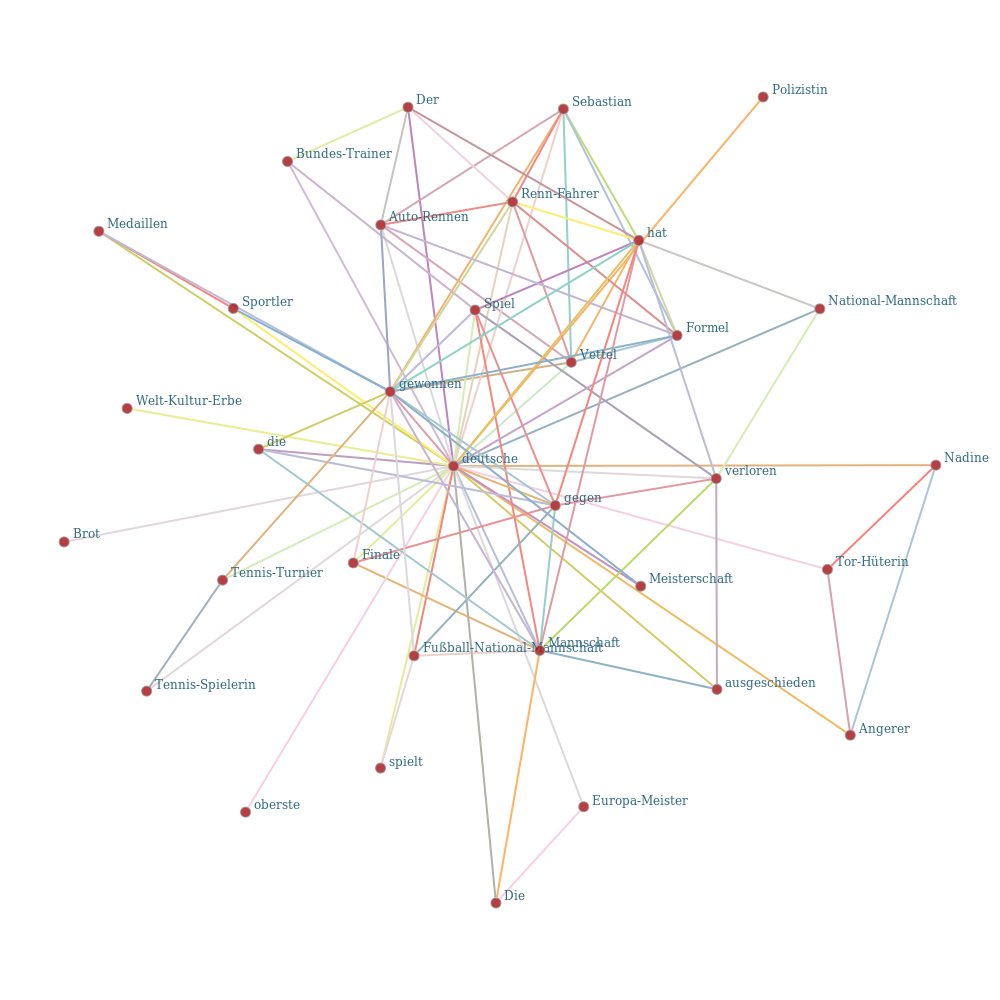 Polizistin
Der
Sebastian
Bundes-Trainer
Renn-Fahrer
Auto-Rennen
Medaillen
hat
Sportler
Spiel
National-Mannschaft
Formel
Vettel
gewonnen
Welt-Kultur-Erbe
die
deutsche
Nadine
verloren
gegen
Brot
Finale
Tor-Hüterin
Tennis-Turnier
Meisterschaft
Mannschaft
Fußball-National-Mannschaft
Tennis-Spielerin
ausgeschieden
Angerer
spielt
oberste
Europa-Meister
Die